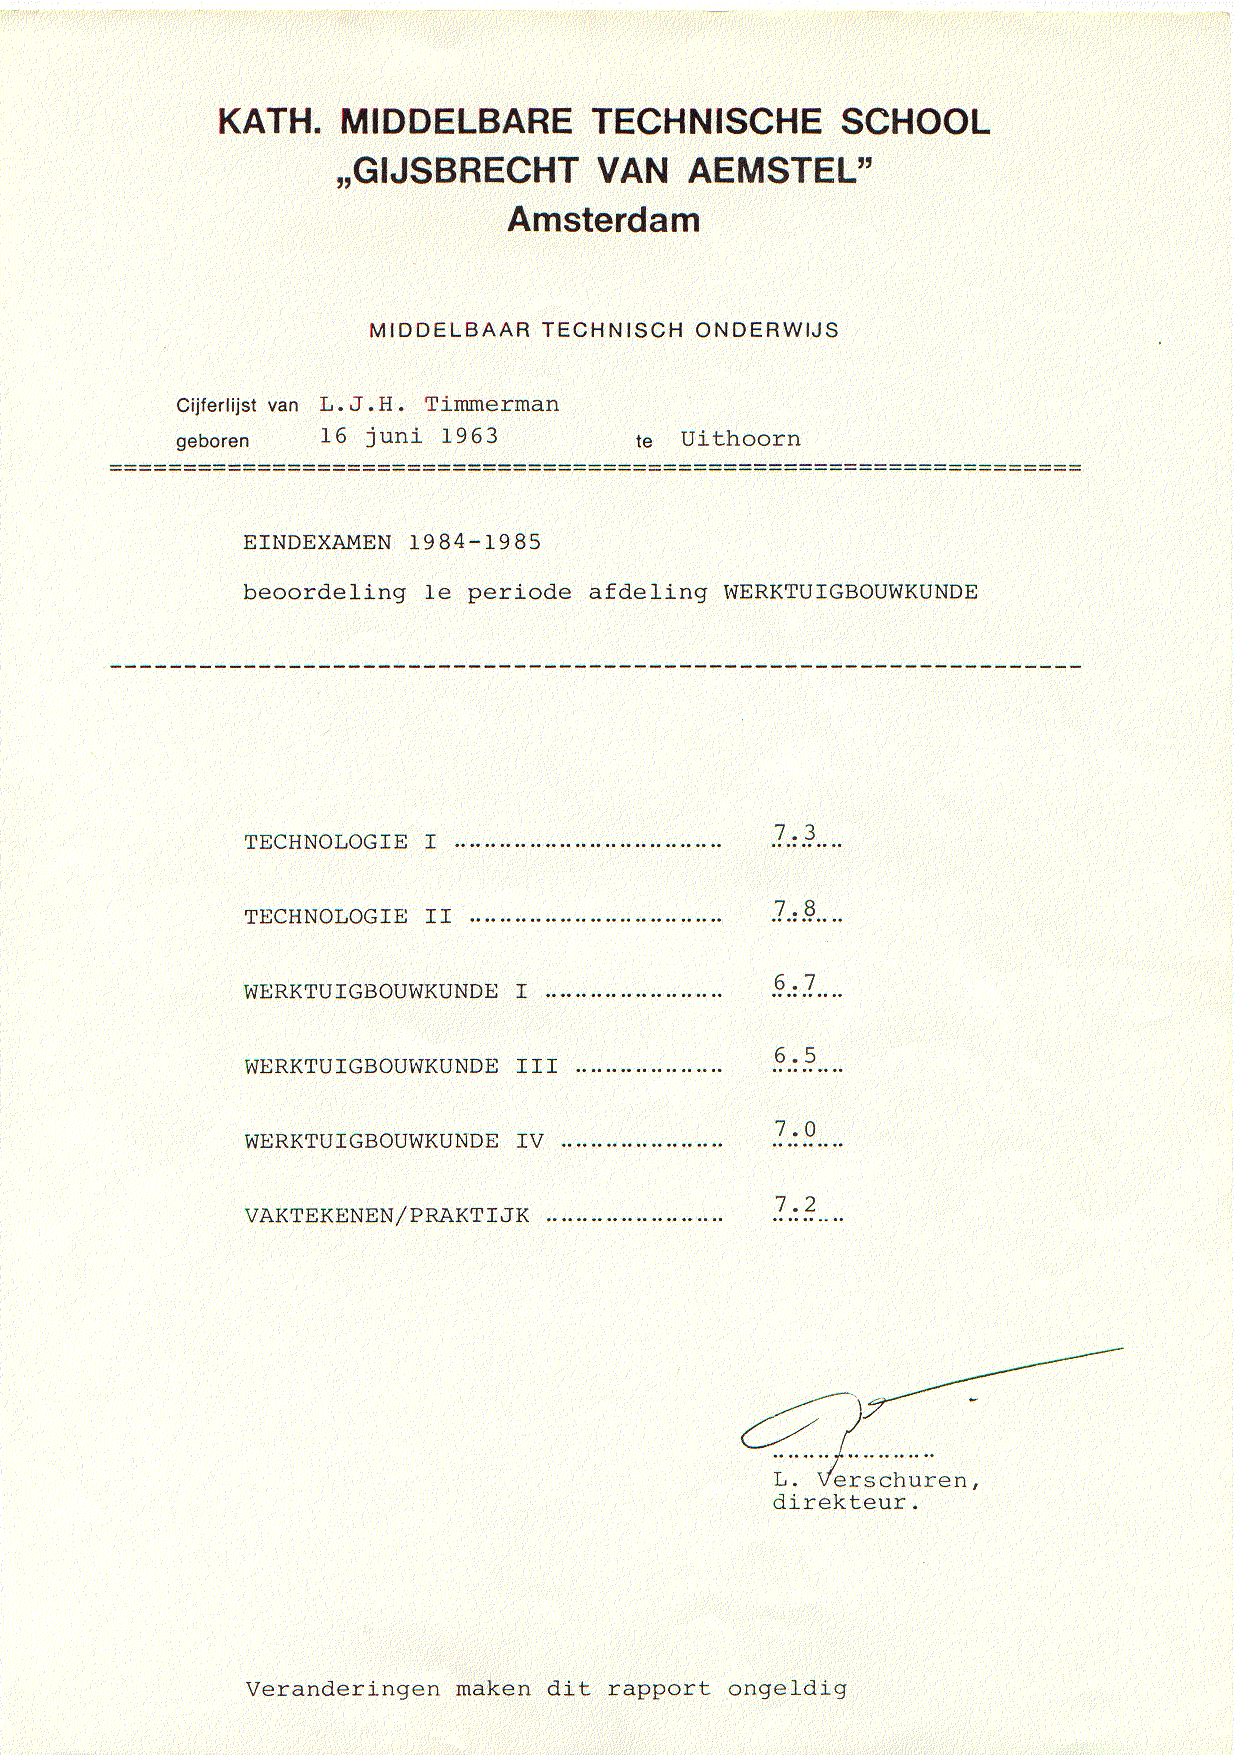 KATH. MIDDELBARE TECHNISCHE SCHOOL
„GIJSBRECHT VAN AEMSTEL”
Amsterdam
MIDDELBAAR TECHNISCH ONDERWIJS
Cijferlijst van L.J.H. Timmerman
geboren 16 juni 1963 te Uithoorn
=================================================================
EINDEXAMEN 1984-1985
beoordeling 1e periode afdeling WERKTUIGBOUWKUNDE
-----------------------------------------------------------------
TECHNOLOGIE I .................................... 7.3
TECHNOLOGIE II .................................. 7.8
WERKTUIGBOUWKUNDE I ........................ 6.7
WERKTUIGBOUWKUNDE III .................... 6.5
WERKTUIGBOUWKUNDE IV ...................... 7.0
VAKTEKENEN/PRAKTIJK ........................ 7.2
......................
L. Verschuren,
direkteur.
Veranderingen maken dit rapport ongeldig